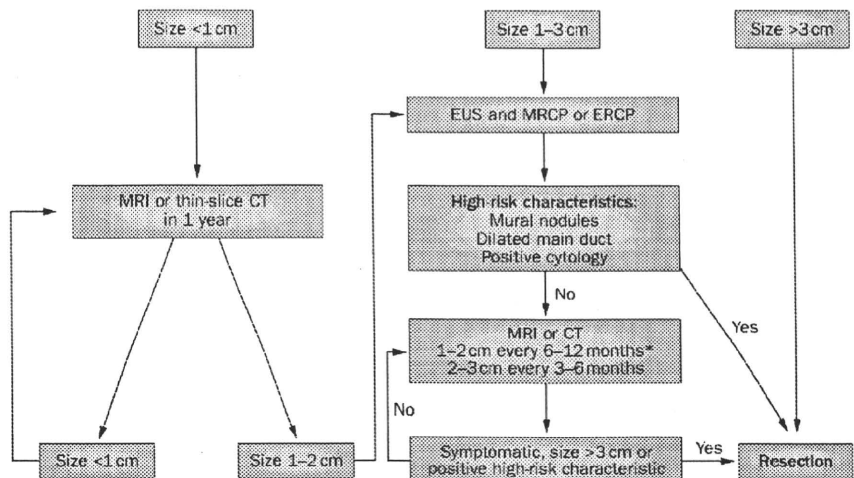 Size <1 cm
Size 1–3 cm
Size >3 cm
EUS and MRCP or ERCP
MRI or thin-slice CT
in 1 year
High-risk characteristics:
Mural nodules
Dilated main duct
Positive cytology
No
Yes
MRI or CT
1–2 cm every 6–12 months*
2–3 cm every 3–6 months
No
Size <1 cm
Size 1–2 cm
Symptomatic, size >3 cm or
positive high-risk characteristic
Yes
Resection